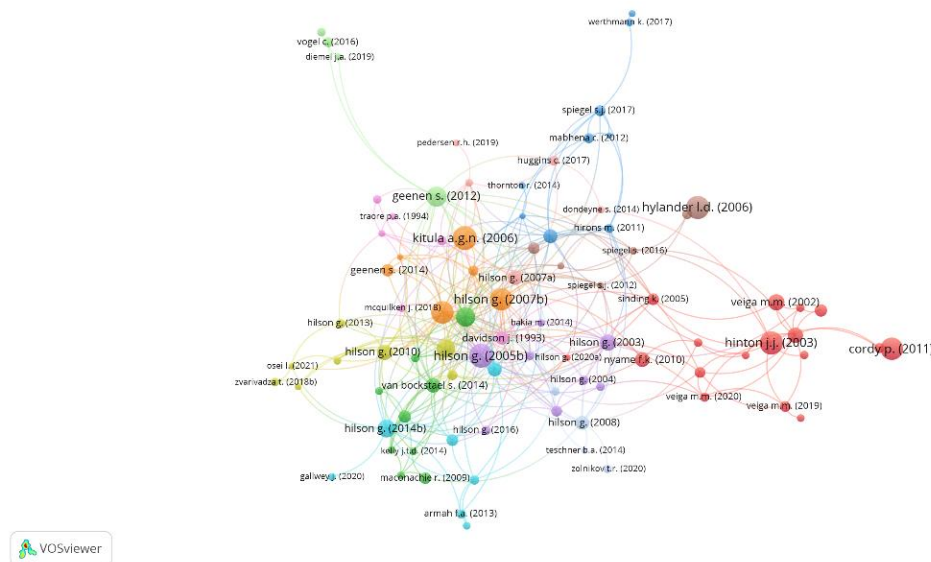 werthmann k. (2017)
vogel c. (2016)
diemel j.a. (2019)
spiegel s.j. (2017)
mabhena c. (2012)
pedersen r.h. (2019)
huggins c. (2017)
thornton r. (2014)
geenen s. (2012)
hylander l.d. (2006)
dondeyne s. (2014)
traore p.a. (1994)
hirons m. (2011)
kitula a.g.n. (2006)
spiegel s. (2016)
geenen s. (2014)
hilson g. (2007a)
spiegel s.j. (2012)
hilson g. (2007b)
sinding k. (2005)
veiga m.m. (2002)
mcquilken j. (2018)
hilson g. (2013)
bakia m. (2014)
davidson j. (1993)
hilson g. (2003)
hinton j.j. (2003)
cordy p. (2011)
hilson g. (2010)
hilson g. (2005b)
hilson g. (2020a)
nyame f.k. (2010)
osei l. (2021)
zvarivadza t. (2018b)
van bockstael s. (2014)
hilson g. (2004)
veiga m.m. (2020)
veiga m.m. (2019)
hilson g. (2014b)
hilson g. (2016)
hilson g. (2008)
kelly j.t.d. (2014)
teschner b.a. (2014)
zolnikov t.r. (2020)
gallwey j. (2020)
maconachie r. (2009)
armah f.a. (2013)
VOSviewer